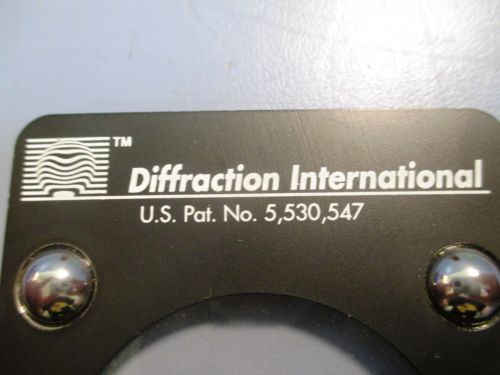 TM
Diffraction International
U.S. Pat. No. 5,530,547